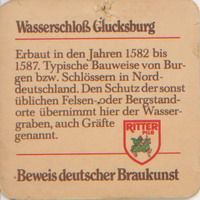 Wasserschloß Glucksburg
Erbaut in den Jahren 1582 bis
1587. Typische Bauweise von Bur-
gen bzw. Schlössern in Nord-
deutschland. Den Schutz der sonst
üblichen Felsen-oder Bergstand-
orte übernimmt hier der Wasser-
graben, auch Gräfte
genannt.
RITTER
PILS
Beweis deutscher Braukunst